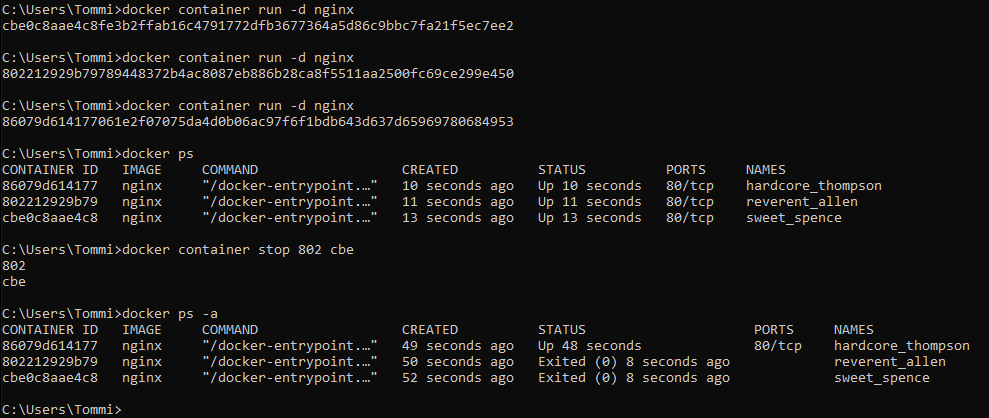 C:\Users\Tommi>docker container run -d nginx
cbe0c8aae4c8fe3b2ffab16c4791772dfb3677364a5d86c9bbc7fa21f5ec7ee2
C:\Users\Tommi>docker container run -d nginx
802212929b79789448372b4ac8087eb886b28ca8f5511aa2500fc69ce299e450
C:\Users\Tommi>docker container run -d nginx
86079d614177061e2f07075da4d0b06ac97f6f1bdb643d637d65969780684953
C:\Users\Tommi>docker ps
CONTAINER ID   IMAGE     COMMAND                  CREATED          STATUS          PORTS     NAMES
86079d614177   nginx     "/docker-entrypoint.…"   10 seconds ago   Up 10 seconds   80/tcp    hardcore_thompson
802212929b79   nginx     "/docker-entrypoint.…"   11 seconds ago   Up 11 seconds   80/tcp    reverent_allen
cbe0c8aae4c8   nginx     "/docker-entrypoint.…"   13 seconds ago   Up 13 seconds   80/tcp    sweet_spence
C:\Users\Tommi>docker container stop 802 cbe
802
cbe
C:\Users\Tommi>docker ps -a
CONTAINER ID   IMAGE     COMMAND                  CREATED          STATUS                     PORTS     NAMES
86079d614177   nginx     "/docker-entrypoint.…"   49 seconds ago   Up 48 seconds              80/tcp    hardcore_thompson
802212929b79   nginx     "/docker-entrypoint.…"   50 seconds ago   Exited (0) 8 seconds ago             reverent_allen
cbe0c8aae4c8   nginx     "/docker-entrypoint.…"   52 seconds ago   Exited (0) 8 seconds ago             sweet_spence
C:\Users\Tommi>